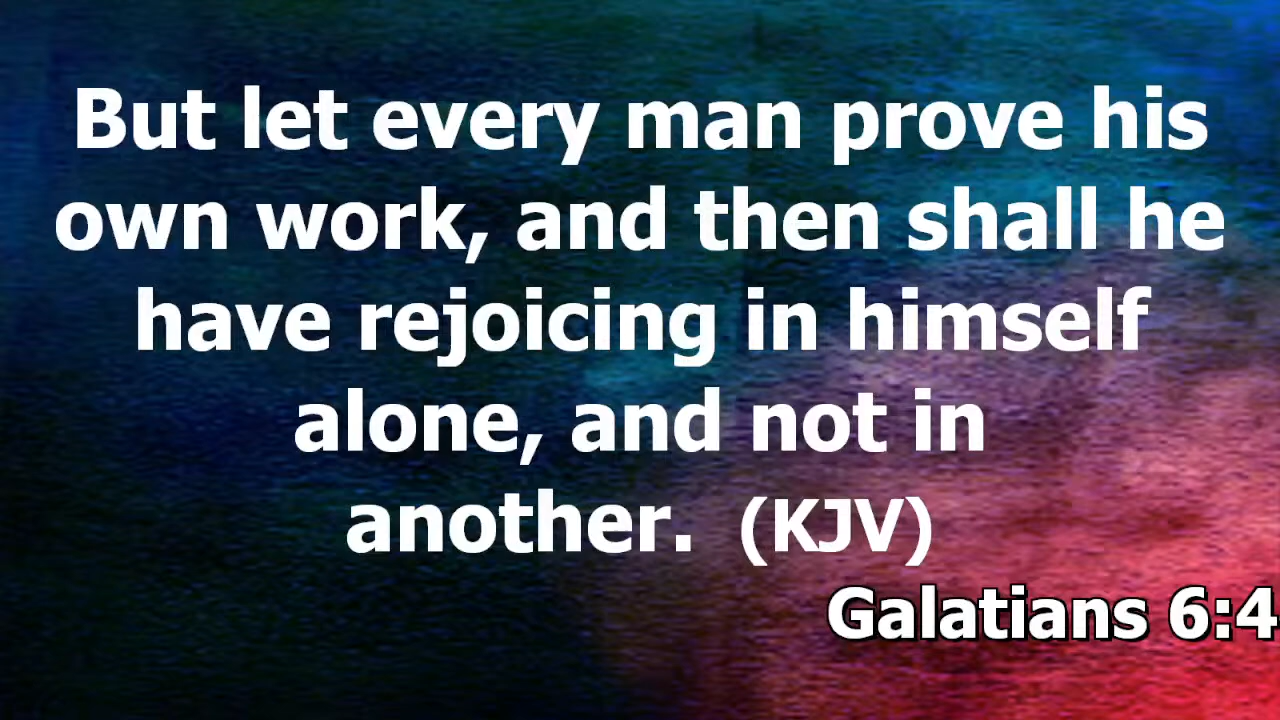 But let every man prove his
own work, and then shall he
have rejoicing in himself
alone, and not in
another. (KJV)
Galatians 6:4